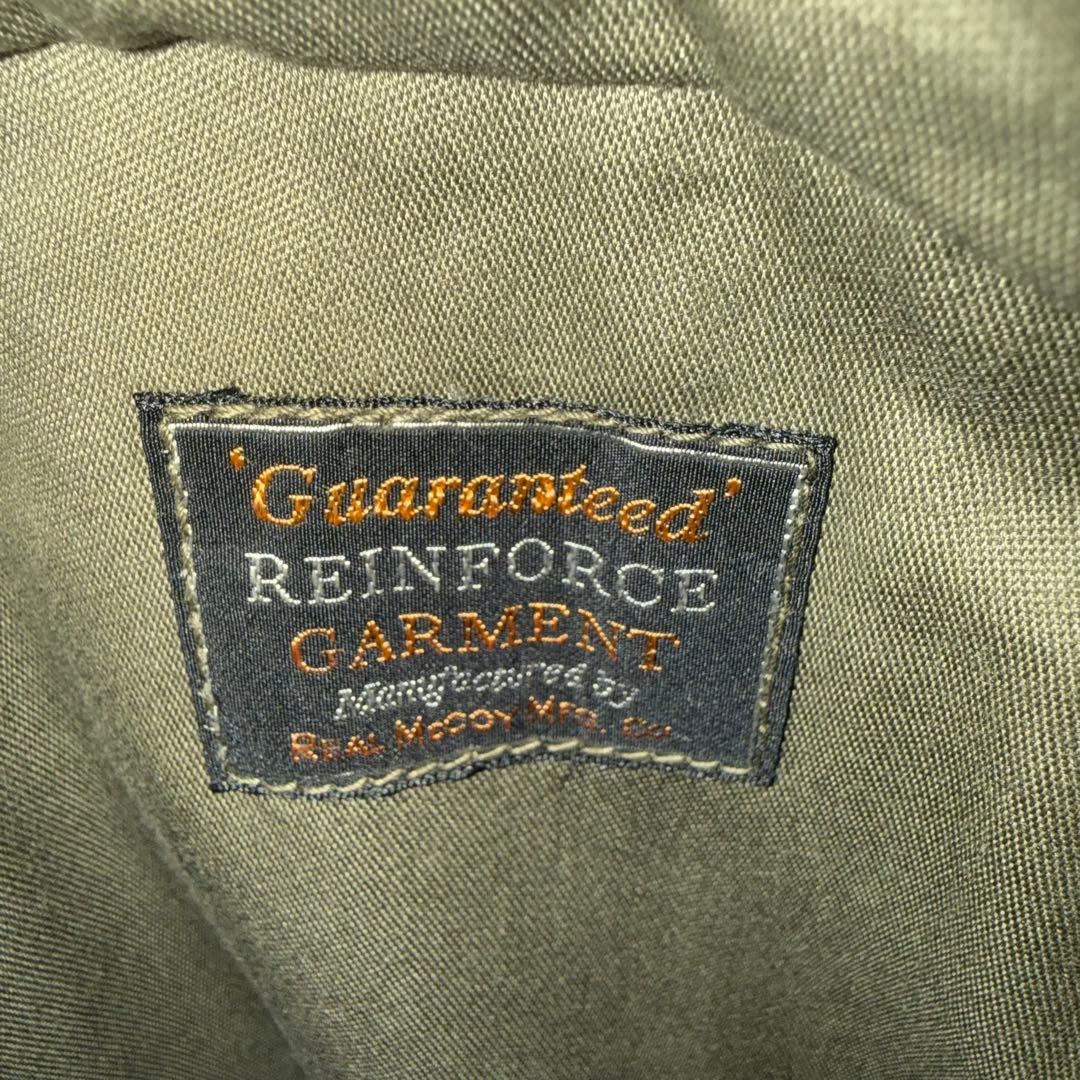 'Guaranteed'
REINFORCE
GARMENT
Manufactured by
REAL McCOY MFG. CO.